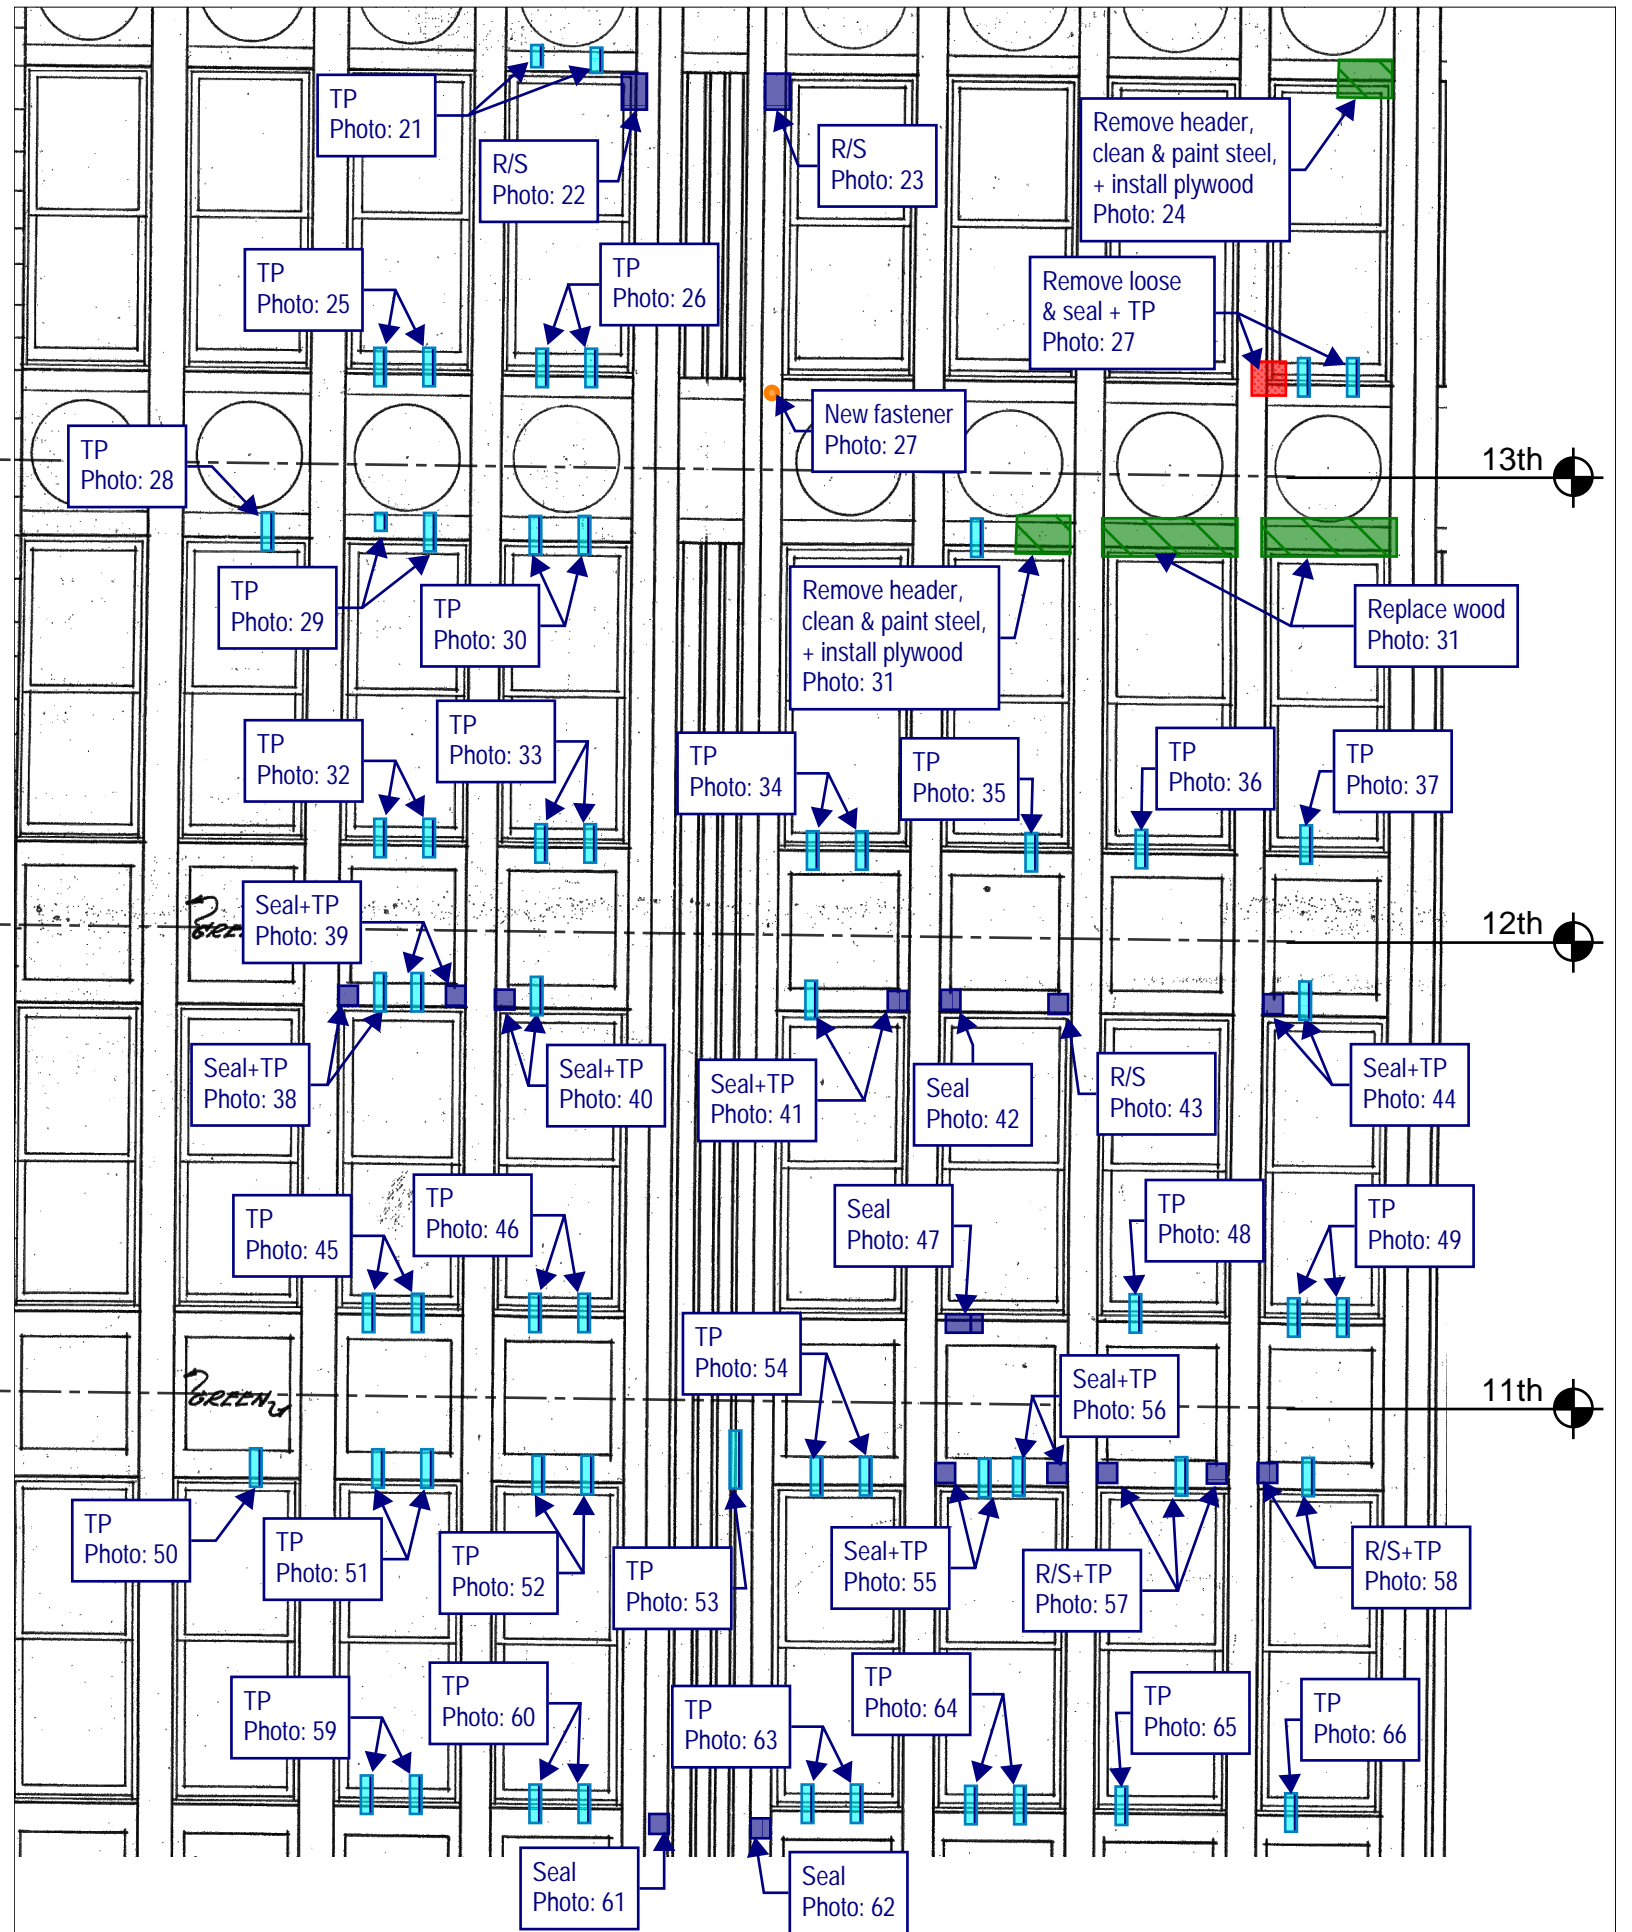 TP
Photo: 21
R/S
Photo: 22
R/S
Photo: 23
Remove header,
clean & paint steel,
+ install plywood
Photo: 24
TP
Photo: 25
TP
Photo: 26
Remove loose
& seal + TP
Photo: 27
New fastener
Photo: 27
TP
Photo: 28
13th
TP
Photo: 29
TP
Photo: 30
Remove header,
clean & paint steel,
+ install plywood
Photo: 31
Replace wood
Photo: 31
TP
Photo: 32
TP
Photo: 33
TP
Photo: 34
TP
Photo: 35
TP
Photo: 36
TP
Photo: 37
Seal+TP
Photo: 39
12th
Seal+TP
Photo: 38
Seal+TP
Photo: 40
Seal+TP
Photo: 41
Seal
Photo: 42
R/S
Photo: 43
Seal+TP
Photo: 44
TP
Photo: 45
TP
Photo: 46
Seal
Photo: 47
TP
Photo: 48
TP
Photo: 49
TP
Photo: 54
Seal+TP
Photo: 56
GREEN
11th
TP
Photo: 50
TP
Photo: 51
TP
Photo: 52
TP
Photo: 53
Seal+TP
Photo: 55
R/S+TP
Photo: 57
R/S+TP
Photo: 58
TP
Photo: 59
TP
Photo: 60
TP
Photo: 63
TP
Photo: 64
TP
Photo: 65
TP
Photo: 66
Seal
Photo: 61
Seal
Photo: 62